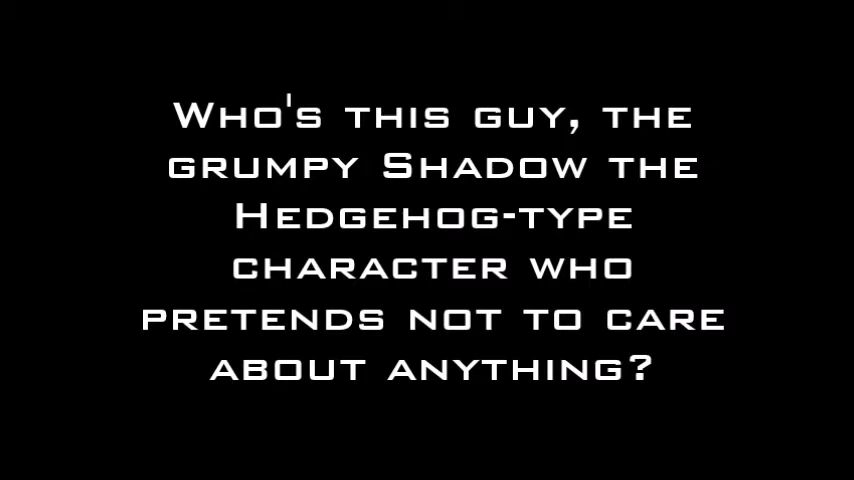 Who's this guy, the
grumpy Shadow the
Hedgehog-type
character who
pretends not to care
about anything?